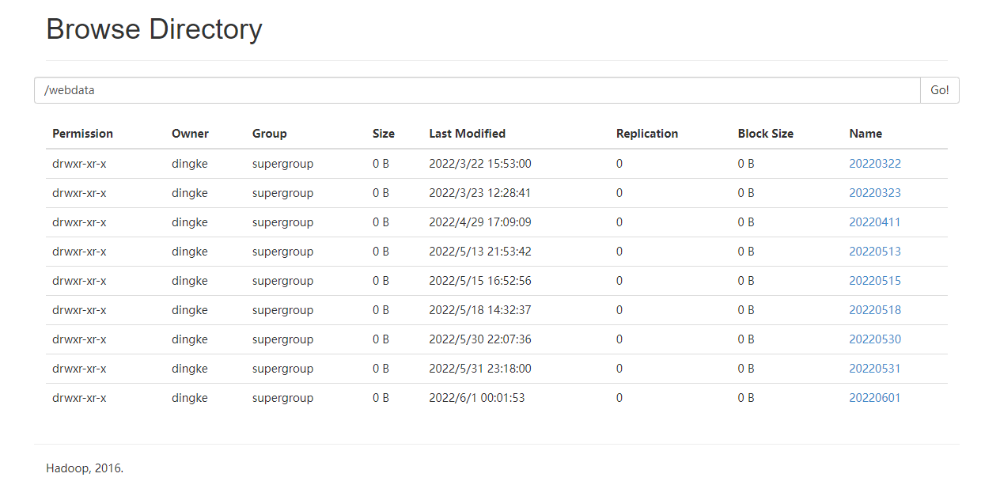 Browse Directory
/webdata Go!
Permission Owner Group Size Last Modified Replication Block Size Name
drwxr-xr-x dingke supergroup 0 B 2022/3/22 15:53:00 0 0 B 20220322
drwxr-xr-x dingke supergroup 0 B 2022/3/23 12:28:41 0 0 B 20220323
drwxr-xr-x dingke supergroup 0 B 2022/4/29 17:09:09 0 0 B 20220411
drwxr-xr-x dingke supergroup 0 B 2022/5/13 21:53:42 0 0 B 20220513
drwxr-xr-x dingke supergroup 0 B 2022/5/15 16:52:56 0 0 B 20220515
drwxr-xr-x dingke supergroup 0 B 2022/5/18 14:32:37 0 0 B 20220518
drwxr-xr-x dingke supergroup 0 B 2022/5/30 22:07:36 0 0 B 20220530
drwxr-xr-x dingke supergroup 0 B 2022/5/31 23:18:00 0 0 B 20220531
drwxr-xr-x dingke supergroup 0 B 2022/6/1 00:01:53 0 0 B 20220601
Hadoop, 2016.